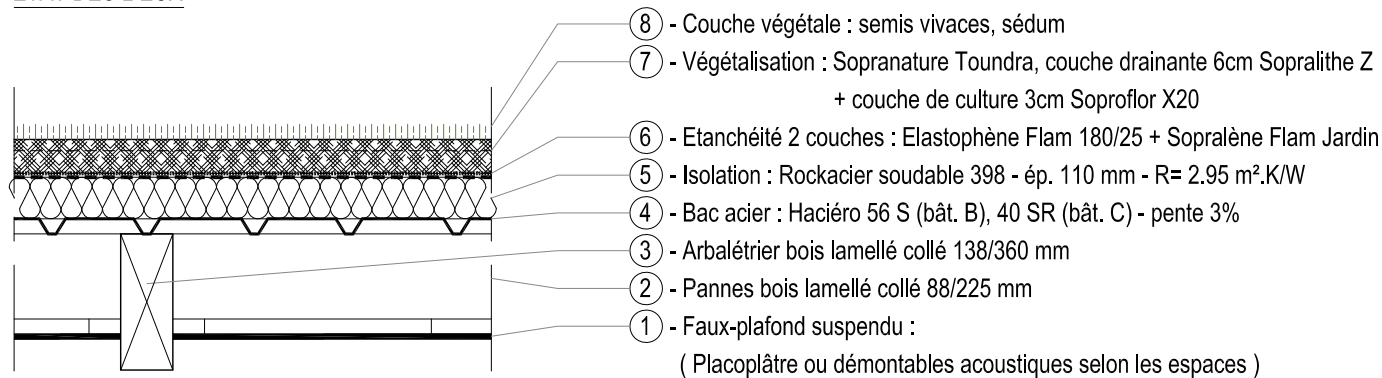 8 - Couche végétale : semis vivaces, sédum
7 - Végétalisation : Sopranature Toundra, couche drainante 6cm Sopralithe Z
+ couche de culture 3cm Soproflor X20
6 - Etanchéité 2 couches : Elastophène Flam 180/25 + Sopralène Flam Jardin
5 - Isolation : Rockacier soudable 398 - ép. 110 mm - R= 2.95 m².K/W
4 - Bac acier : Haciéro 56 S (bât. B), 40 SR (bât. C) - pente 3%
3 - Arbalétrier bois lamellé collé 138/360 mm
2 - Pannes bois lamellé collé 88/225 mm
1 - Faux-plafond suspendu :
( Placoplâtre ou démontables acoustiques selon les espaces )